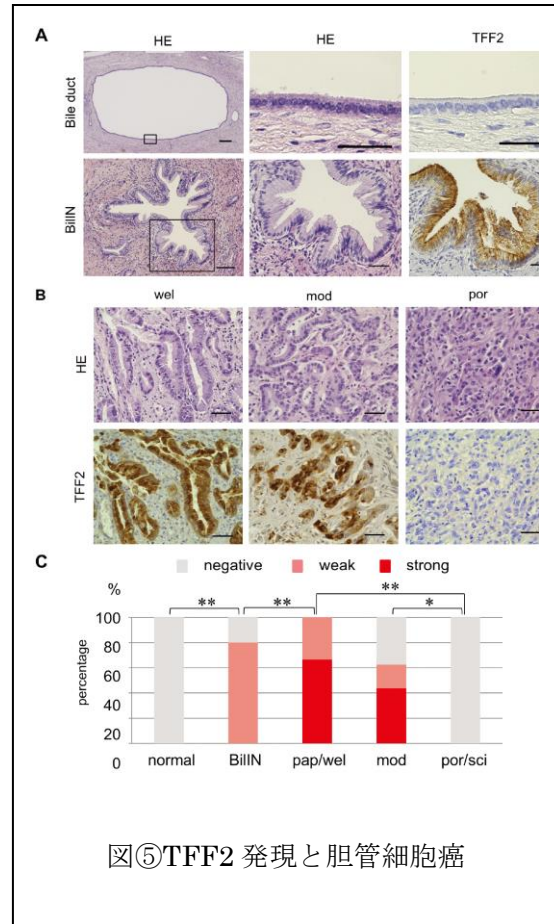 A
HE HE TFF2
Bile duct
BilIN
B
wel mod por
HE
TFF2
C
negative weak strong
%
** ** ** *
percentage
100
80
60
40
20
0
normal BilIN pap/wel mod por/sci
図⑤TFF2 発現と胆管細胞癌